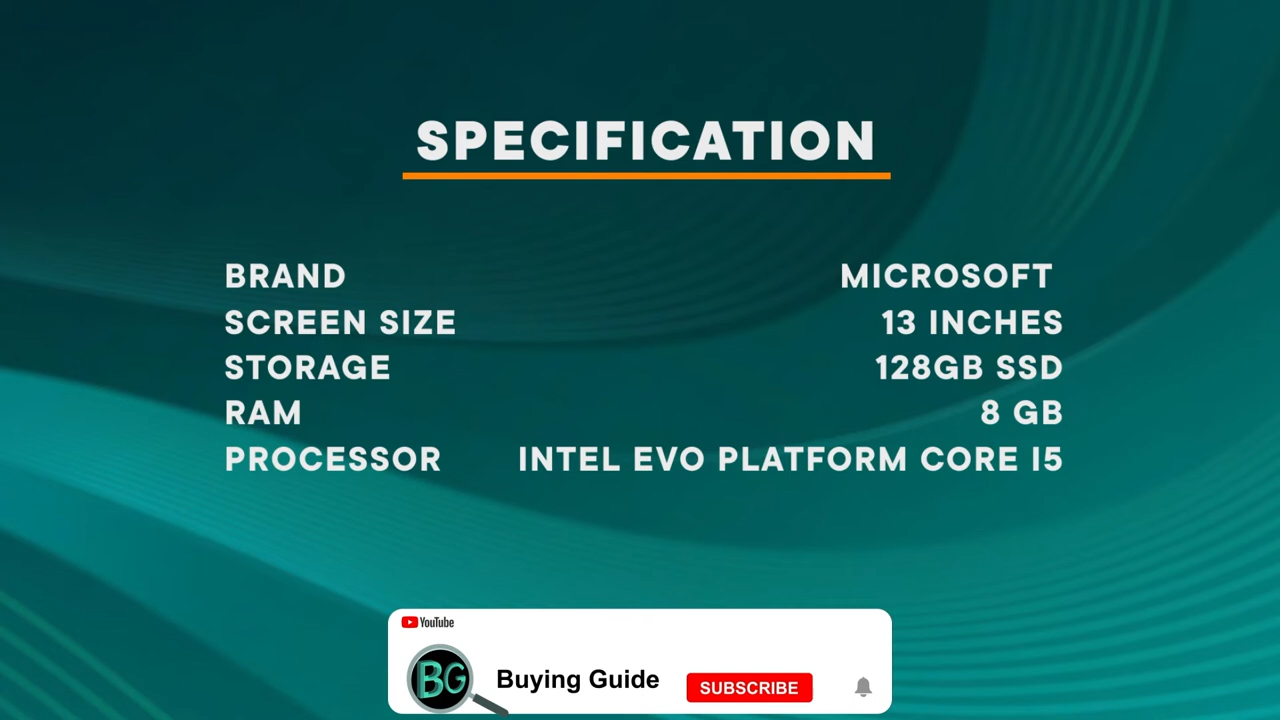 SPECIFICATION
BRAND MICROSOFT
SCREEN SIZE 13 INCHES
STORAGE 128GB SSD
RAM 8 GB
PROCESSOR INTEL EVO PLATFORM CORE I5
YouTube
BG Buying Guide SUBSCRIBE